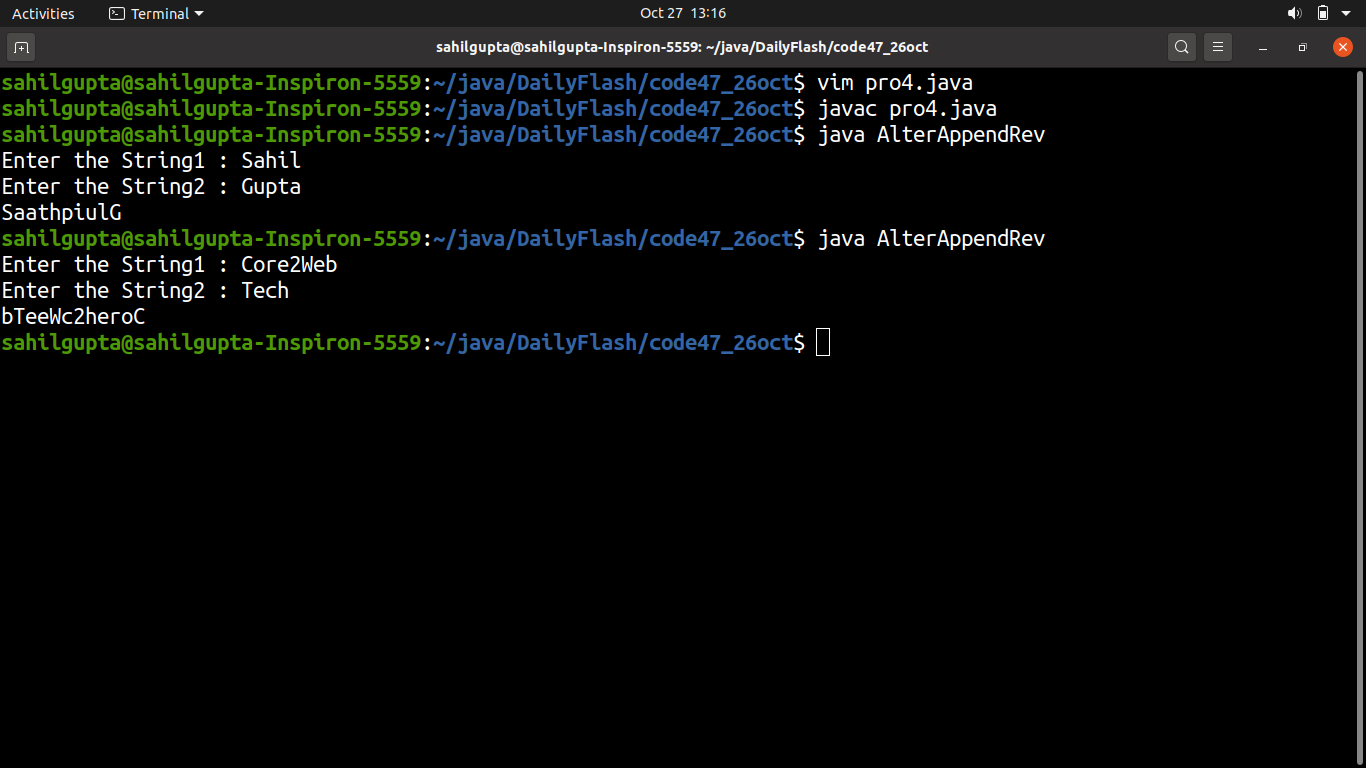 Activities Terminal Oct 27 13:16
sahilgupta@sahilgupta-Inspiron-5559: ~/java/DailyFlash/code47_26oct
sahilgupta@sahilgupta-Inspiron-5559:~/java/DailyFlash/code47_26oct$ vim pro4.java
sahilgupta@sahilgupta-Inspiron-5559:~/java/DailyFlash/code47_26oct$ javac pro4.java
sahilgupta@sahilgupta-Inspiron-5559:~/java/DailyFlash/code47_26oct$ java AlterAppendRev
Enter the String1 : Sahil
Enter the String2 : Gupta
SaathpiulG
sahilgupta@sahilgupta-Inspiron-5559:~/java/DailyFlash/code47_26oct$ java AlterAppendRev
Enter the String1 : Core2Web
Enter the String2 : Tech
bTeeWc2heroC
sahilgupta@sahilgupta-Inspiron-5559:~/java/DailyFlash/code47_26oct$